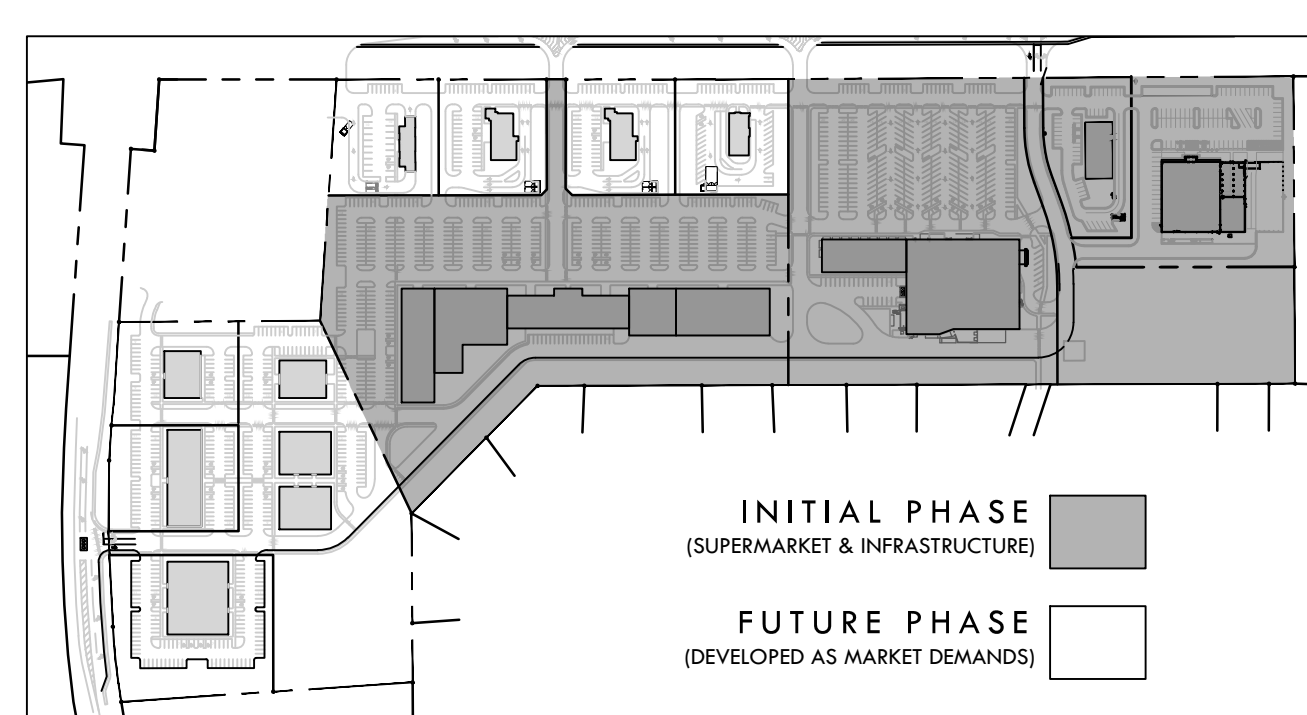 INITIAL PHASE
(SUPERMARKET & INFRASTRUCTURE)
FUTURE PHASE
(DEVELOPED AS MARKET DEMANDS)